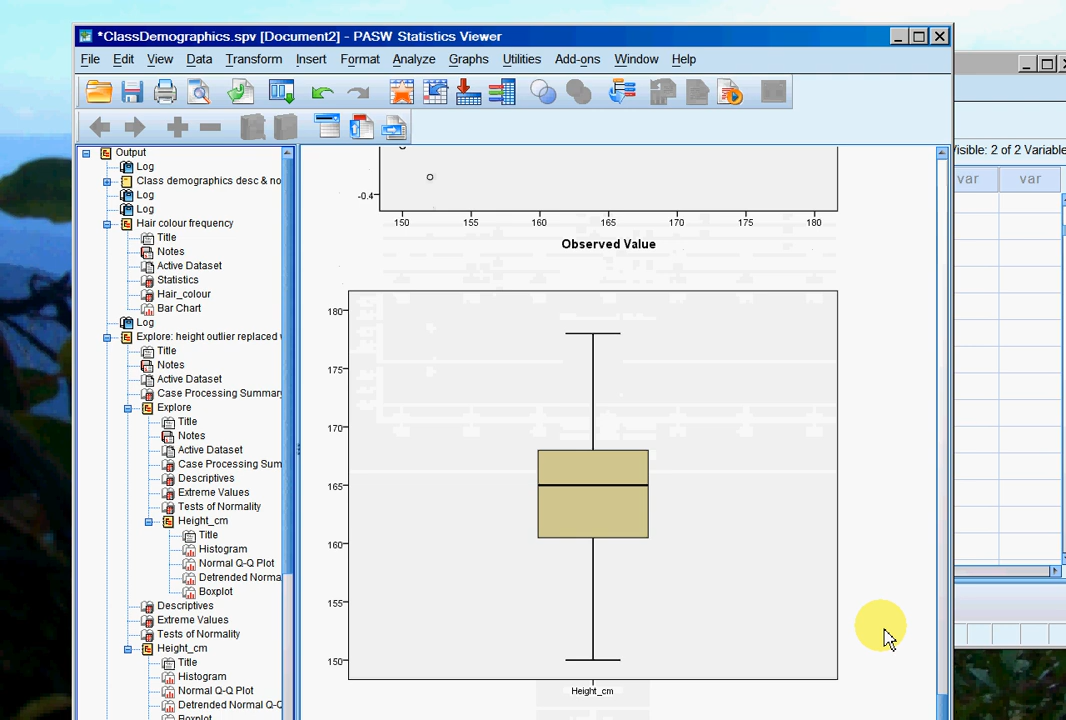 *ClassDemographics.spv [Document2] - PASW Statistics Viewer
File Edit View Data Transform Insert Format Analyze Graphs Utilities Add-ons Window Help
Visible: 2 of 2 Variable
var var
Output
Log
Class demographics desc & no
Log
Log
Hair colour frequency
Title
Notes
Active Dataset
Statistics
Hair_colour
Bar Chart
Log
Explore: height outlier replaced
Title
Notes
Active Dataset
Case Processing Summary
Explore
Title
Notes
Active Dataset
Case Processing Sum
Descriptives
Extreme Values
Tests of Normality
Height_cm
Title
Histogram
Normal Q-Q Plot
Detrended Norma
Boxplot
Descriptives
Extreme Values
Tests of Normality
Height_cm
Title
Histogram
Normal Q-Q Plot
Detrended Normal Q-Q
Boxplot
-0.4
150 155 160 165 170 175 180
Observed Value
180
175
170
165
160
155
150
Height_cm